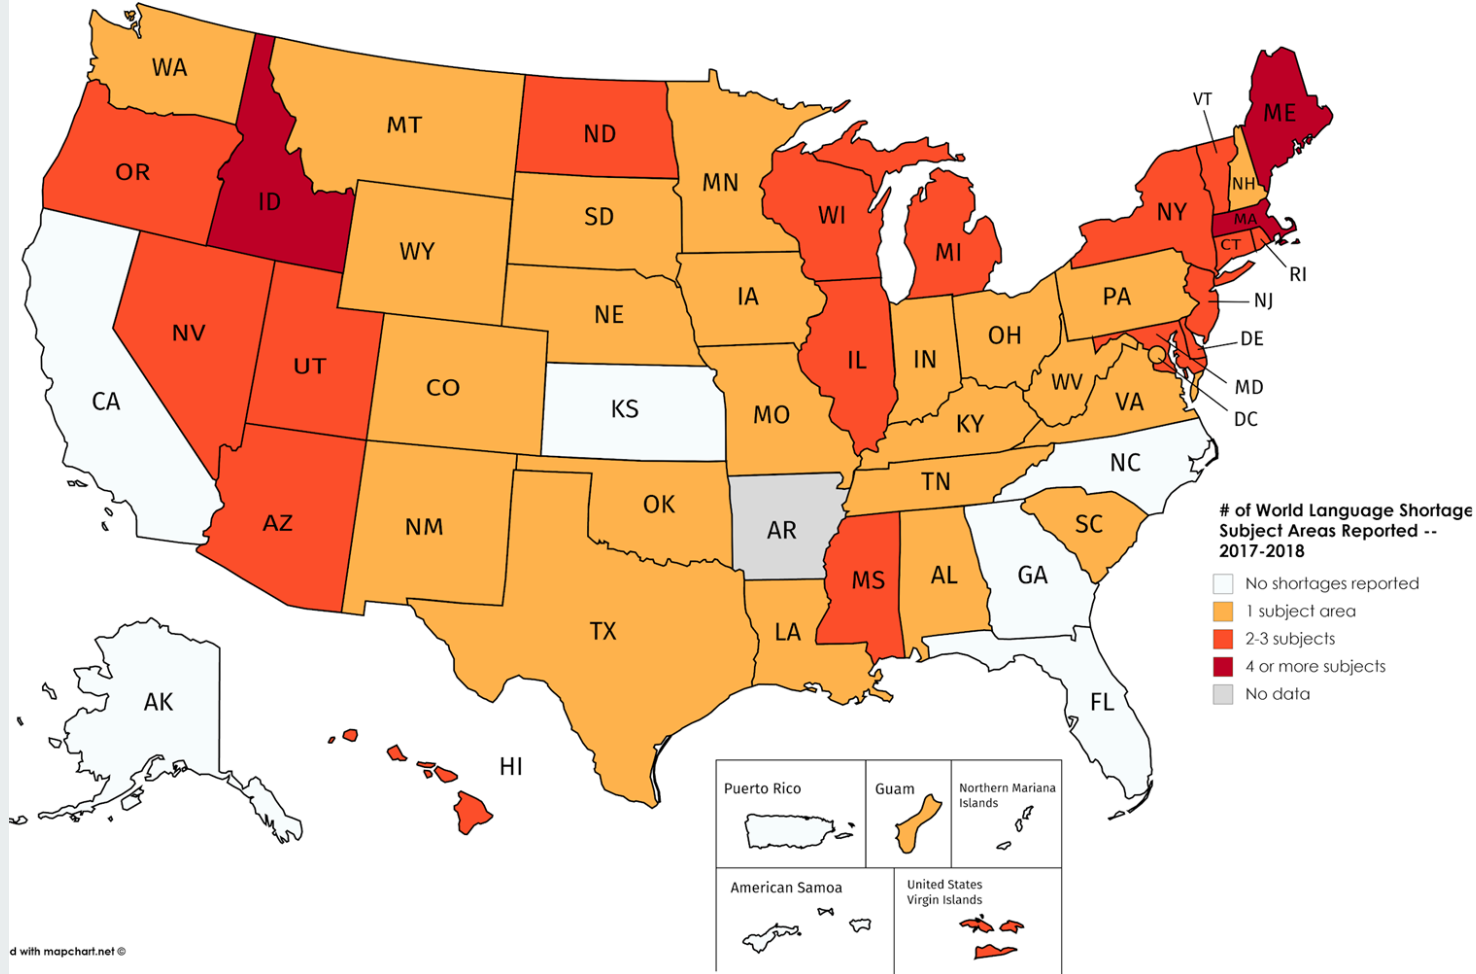 WA
MT
ND
MN
VT
ME
OR
ID
SD
WI
NH
NY
MA
WY
MI
CT
RI
IA
PA
NJ
NE
NV
OH
DE
UT
IL
IN
CO
WV
MD
CA
KS
MO
VA
DC
KY
NC
TN
OK
AZ
NM
AR
SC
MS
AL
GA
TX
LA
# of World Language Shortage
Subject Areas Reported --
2017-2018
No shortages reported
1 subject area
2-3 subjects
4 or more subjects
No data
AK
FL
HI
Puerto Rico
Guam
Northern Mariana
Islands
American Samoa
United States
Virgin Islands
d with mapchart.net ©